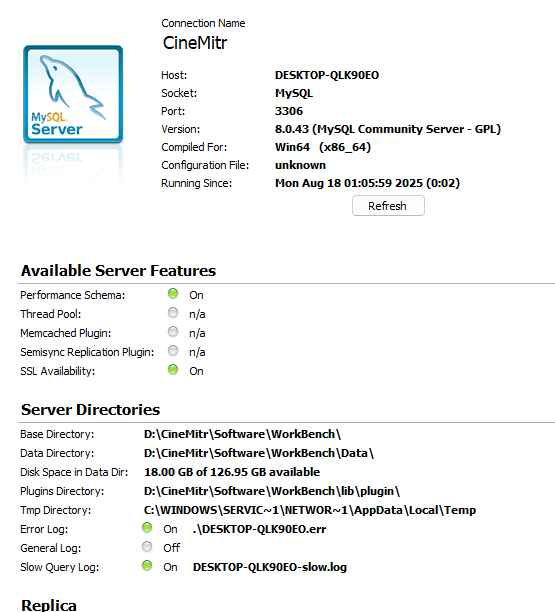 Connection Name
CineMitr
MySQL
Server
Host: DESKTOP-QLK90EO
Socket: MySQL
Port: 3306
Version: 8.0.43 (MySQL Community Server - GPL)
Compiled For: Win64 (x86_64)
Configuration File: unknown
Running Since: Mon Aug 18 01:05:59 2025 (0:02)
Refresh
Available Server Features
Performance Schema: On
Thread Pool: n/a
Memcached Plugin: n/a
Semisync Replication Plugin: n/a
SSL Availability: On
Server Directories
Base Directory: D:\CineMitr\Software\WorkBench\
Data Directory: D:\CineMitr\Software\WorkBench\Data\
Disk Space in Data Dir: 18.00 GB of 126.95 GB available
Plugins Directory: D:\CineMitr\Software\WorkBench\lib\plugin\
Tmp Directory: C:\WINDOWS\SERVIC~1\NETWOR~1\AppData\Local\Temp
Error Log: On .\DESKTOP-QLK90EO.err
General Log: Off
Slow Query Log: On DESKTOP-QLK90EO-slow.log
Replica